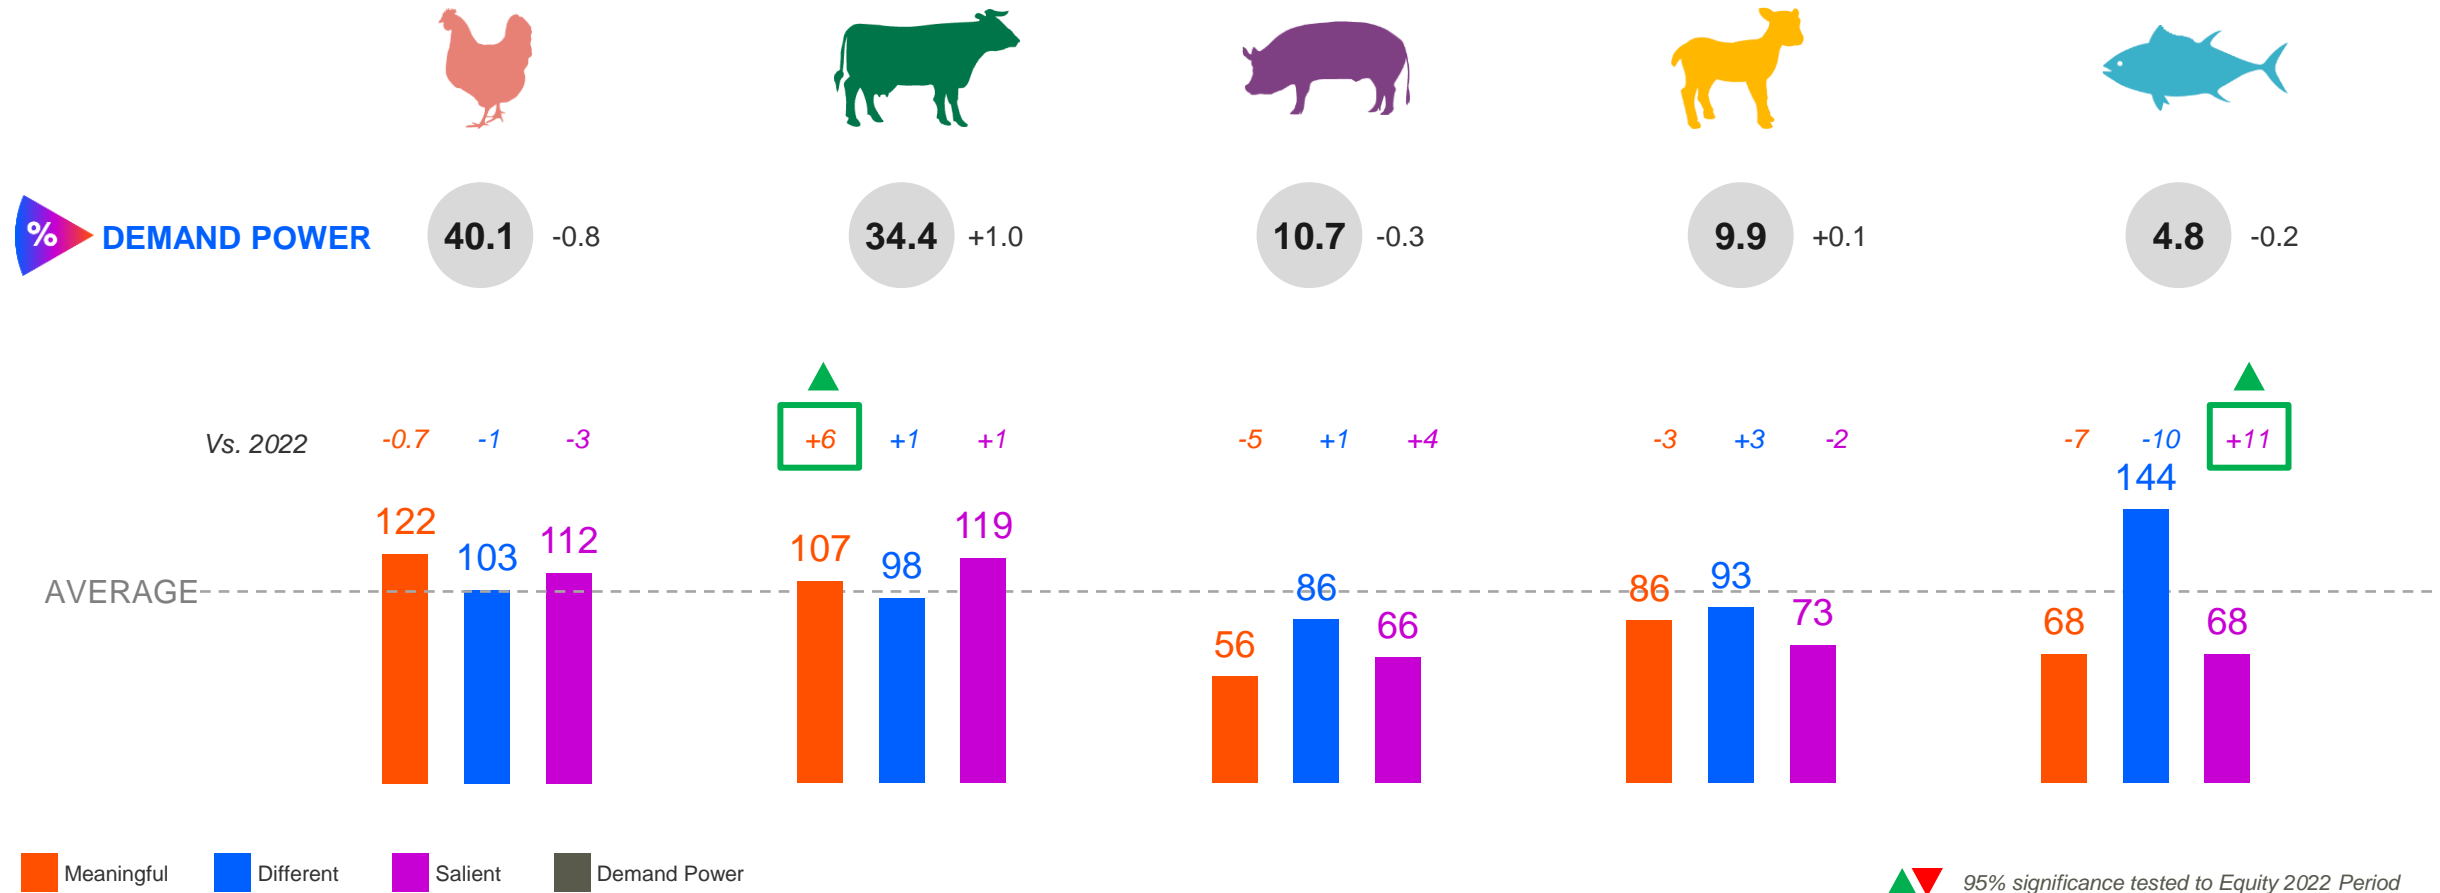 % DEMAND POWER 40.1 -0.8 34.4 +1.0 10.7 -0.3 9.9 +0.1 4.8 -0.2
Vs. 2022 -0.7 -1 -3 +6 +1 +1 -5 +1 +4 -3 +3 -2 -7 -10 +11
122 103 112 107 98 119 56 86 66 86 93 73 68 144 68
AVERAGE
Meaningful Different Salient Demand Power 95% significance tested to Equity 2022 Period